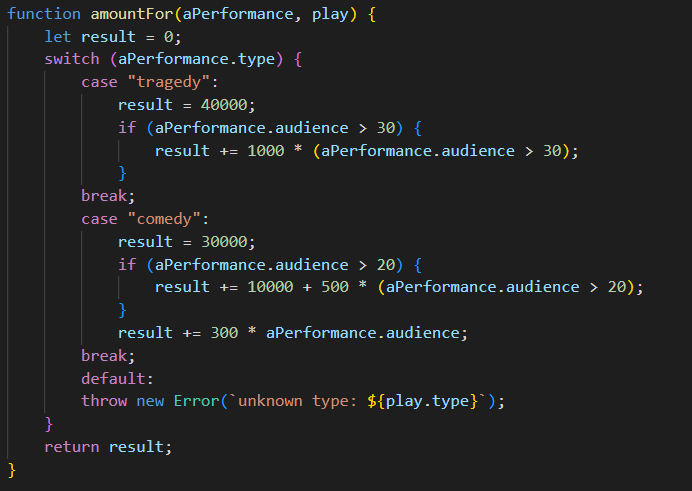 function amountFor(aPerformance, play) {
    let result = 0;
    switch (aPerformance.type) {
        case "tragedy":
            result = 40000;
            if (aPerformance.audience > 30) {
                result += 1000 * (aPerformance.audience > 30);
            }
        break;
        case "comedy":
            result = 30000;
            if (aPerformance.audience > 20) {
                result += 10000 + 500 * (aPerformance.audience > 20);
            }
            result += 300 * aPerformance.audience;
        break;
        default:
        throw new Error(`unknown type: ${play.type}`);
    }
    return result;
}